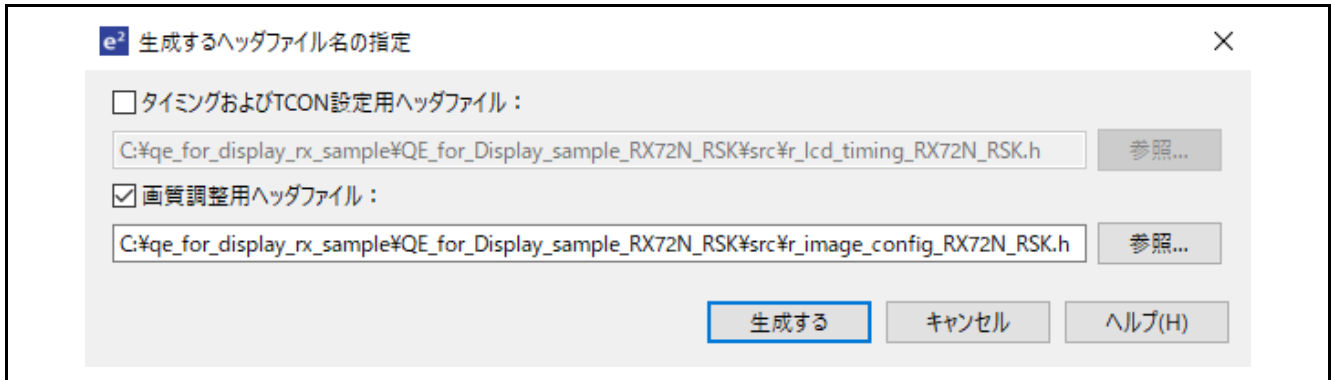 e² 生成するヘッダファイル名の指定
タイミングおよびTCON設定用ヘッダファイル：
C:¥qe_for_display_rx_sample¥QE_for_Display_sample_RX72N_RSK¥src¥r_lcd_timing_RX72N_RSK.h 参照...
画質調整用ヘッダファイル：
C:¥qe_for_display_rx_sample¥QE_for_Display_sample_RX72N_RSK¥src¥r_image_config_RX72N_RSK.h 参照...
生成する キャンセル ヘルプ(H)